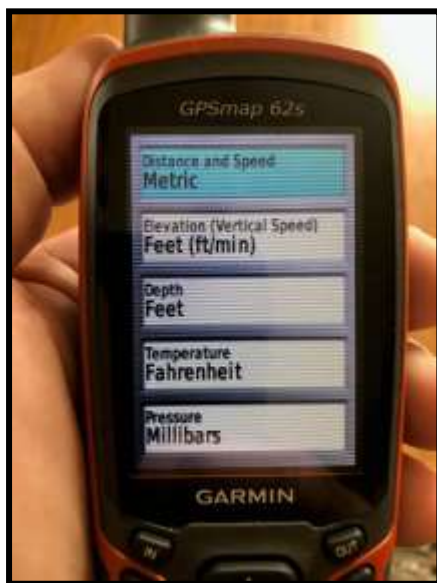 GPSmap 62s
Distance and Speed
Metric
Elevation (Vertical Speed)
Feet (ft/min)
Depth
Feet
Temperature
Fahrenheit
Pressure
Millibars
GARMIN
IN
OUT